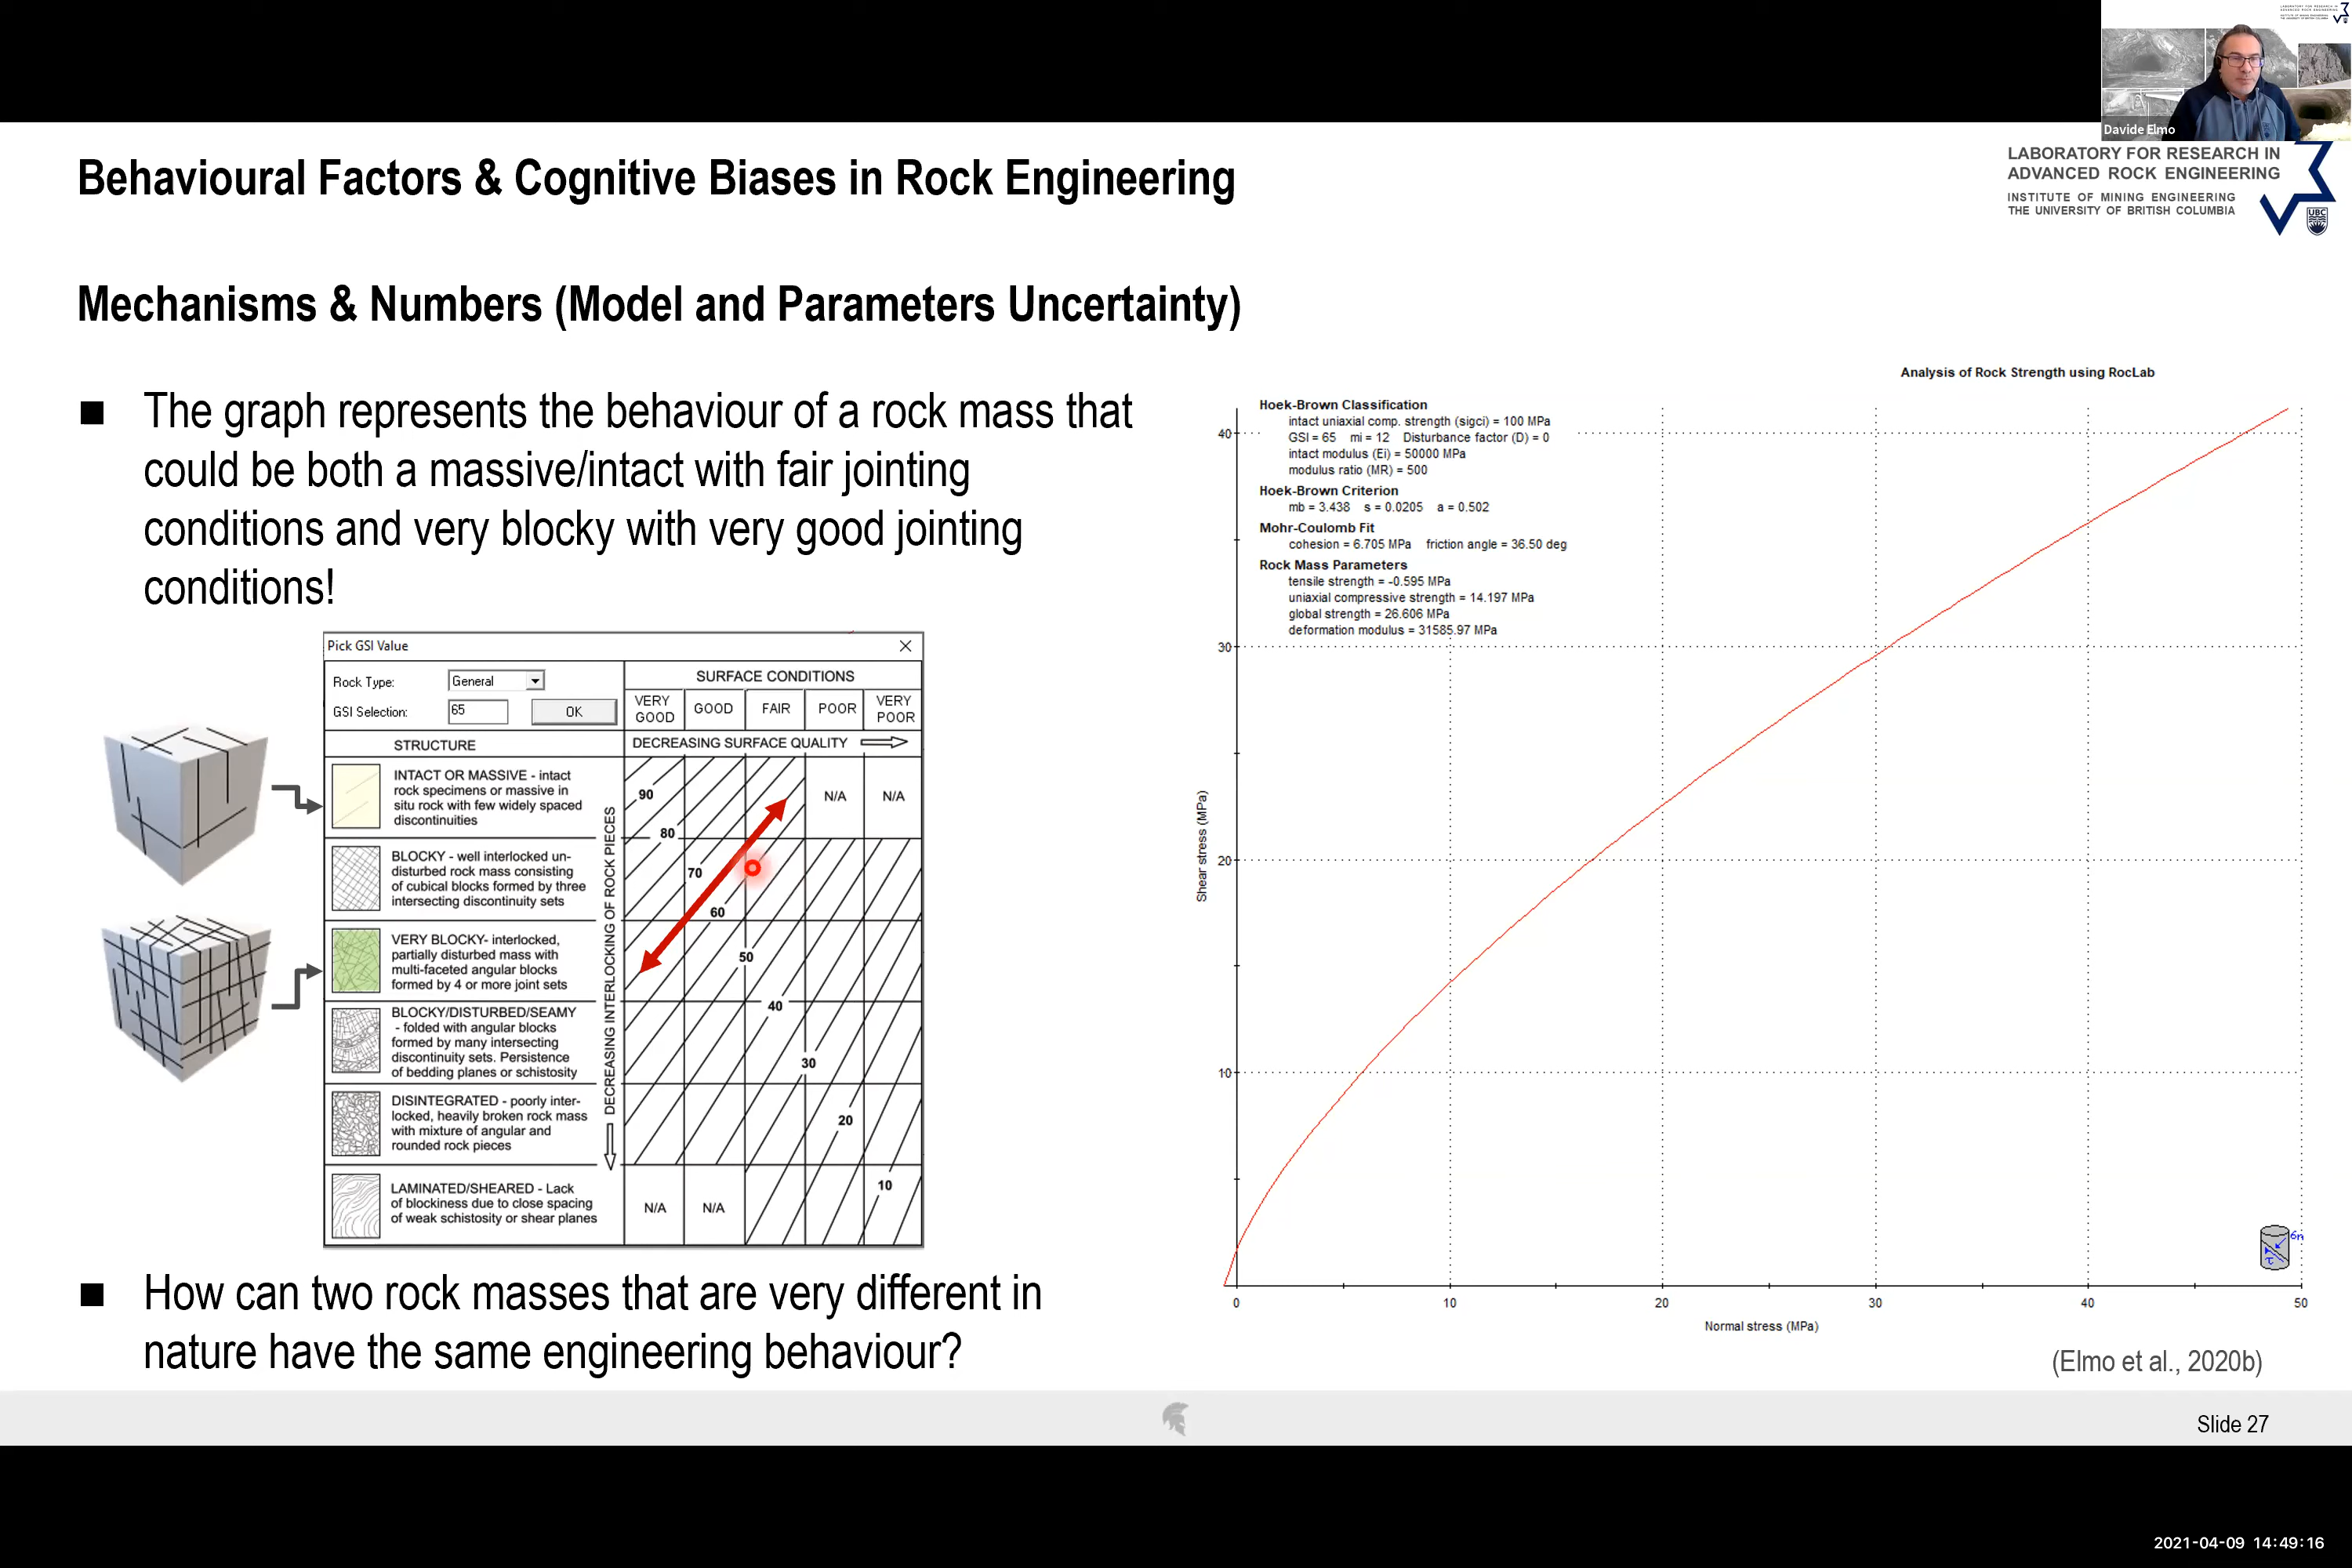 Davide Elmo
LABORATORY FOR RESEARCH IN
ADVANCED ROCK ENGINEERING
INSTITUTE OF MINING ENGINEERING
THE UNIVERSITY OF BRITISH COLUMBIA
UBC
Behavioural Factors & Cognitive Biases in Rock Engineering
Mechanisms & Numbers (Model and Parameters Uncertainty)
■ The graph represents the behaviour of a rock mass that
could be both a massive/intact with fair jointing
conditions and very blocky with very good jointing
conditions!
Pick GSI Value
Rock Type: General
GSI Selection: 65 OK
SURFACE CONDITIONS
VERY GOOD GOOD FAIR POOR VERY POOR
STRUCTURE
DECREASING SURFACE QUALITY
DECREASING INTERLOCKING OF ROCK PIECES
INTACT OR MASSIVE - intact
rock specimens or massive in
situ rock with few widely spaced
discontinuities
BLOCKY - well interlocked un-
disturbed rock mass consisting
of cubical blocks formed by three
intersecting discontinuity sets
VERY BLOCKY- interlocked,
partially disturbed mass with
multi-faceted angular blocks
formed by 4 or more joint sets
BLOCKY/DISTURBED/SEAMY
- folded with angular blocks
formed by many intersecting
discontinuity sets. Persistence
of bedding planes or schistosity
DISINTEGRATED - poorly inter-
locked, heavily broken rock mass
with mixture of angular and
rounded rock pieces
LAMINATED/SHEARED - Lack
of blockiness due to close spacing
of weak schistosity or shear planes
90
N/A N/A
80
70
60
50
40
30
20
10
N/A N/A
■ How can two rock masses that are very different in
nature have the same engineering behaviour?
Analysis of Rock Strength using RocLab
Hoek-Brown Classification
intact uniaxial comp. strength (sigci) = 100 MPa
GSI = 65 mi = 12 Disturbance factor (D) = 0
intact modulus (Ei) = 50000 MPa
modulus ratio (MR) = 500
Hoek-Brown Criterion
mb = 3.438 s = 0.0205 a = 0.502
Mohr-Coulomb Fit
cohesion = 6.705 MPa friction angle = 36.50 deg
Rock Mass Parameters
tensile strength = -0.595 MPa
uniaxial compressive strength = 14.197 MPa
global strength = 26.606 MPa
deformation modulus = 31585.97 MPa
40
30
20
10
Shear stress (MPa)
0 10 20 30 40 50
Normal stress (MPa)
(Elmo et al., 2020b)
Slide 27
2021-04-09 14:49:16